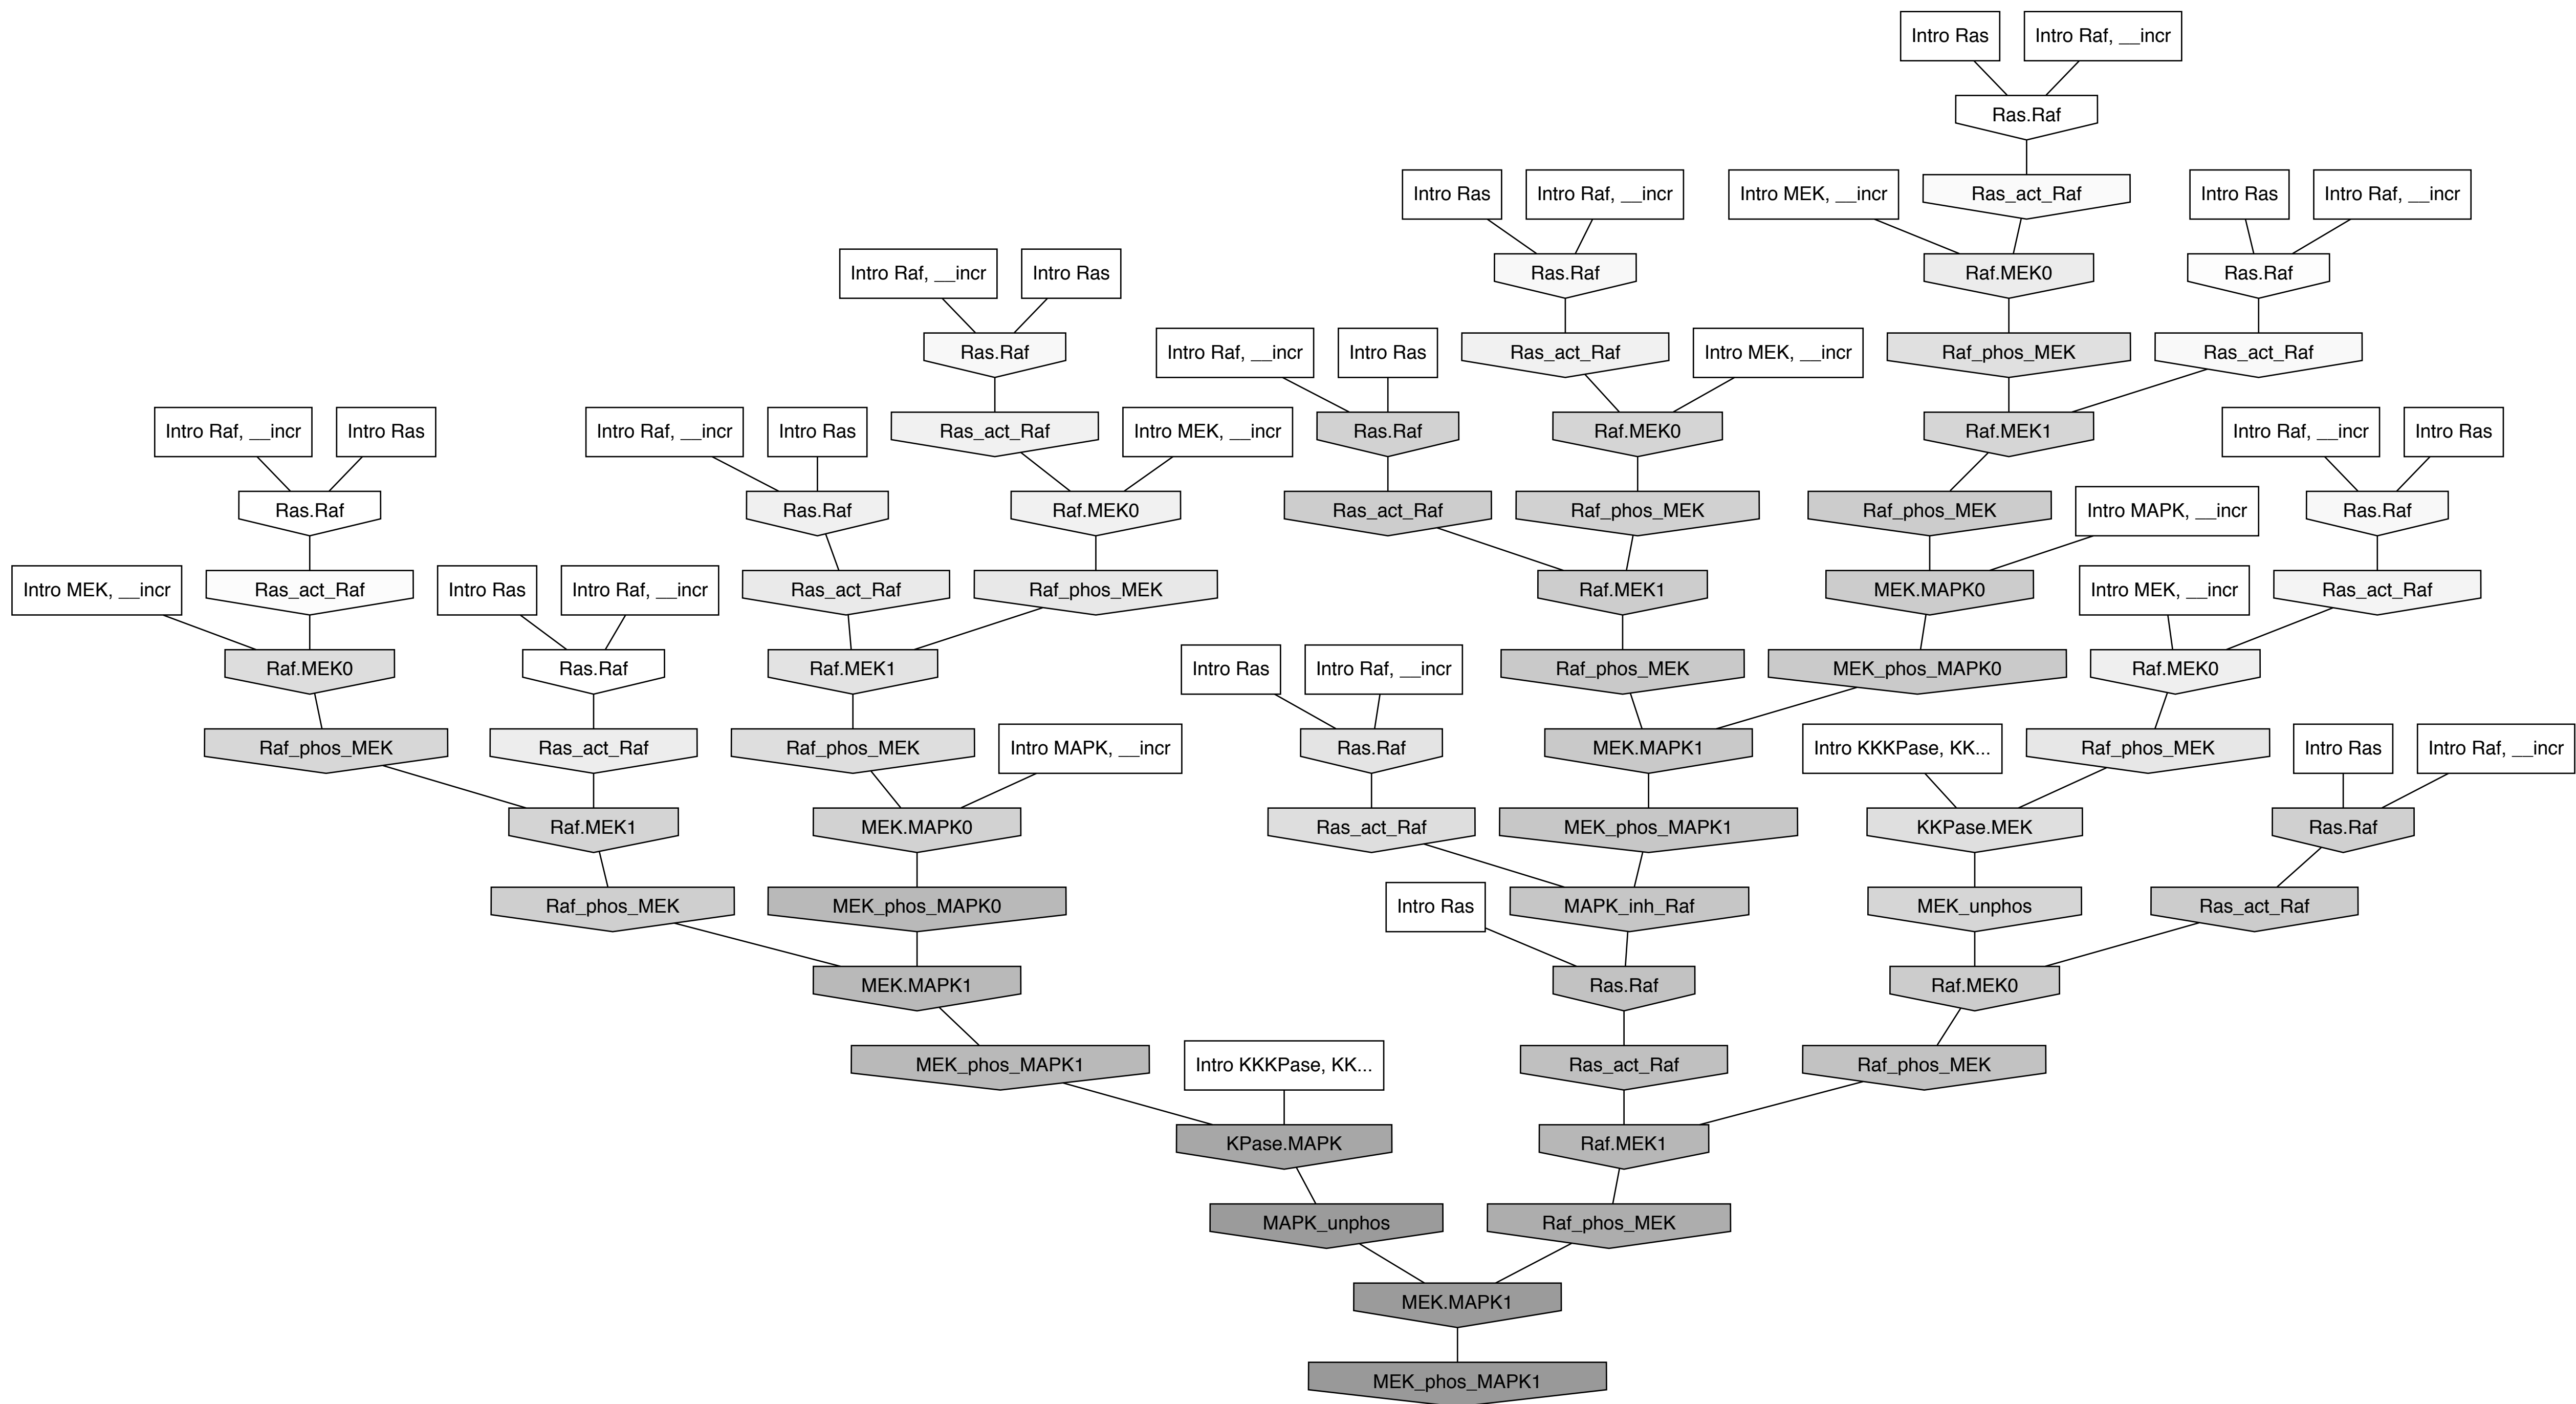 Intro Ras
Intro Raf, __incr
Ras.Raf
Intro Ras
Intro Raf, __incr
Intro MEK, __incr
Ras_act_Raf
Intro Ras
Intro Raf, __incr
Intro Raf, __incr
Intro Ras
Ras.Raf
Raf.MEK0
Ras.Raf
Ras.Raf
Intro Raf, __incr
Intro Ras
Ras_act_Raf
Intro MEK, __incr
Raf_phos_MEK
Ras_act_Raf
Intro Raf, __incr
Intro Ras
Intro Raf, __incr
Intro Ras
Ras_act_Raf
Intro MEK, __incr
Ras.Raf
Raf.MEK0
Raf.MEK1
Intro Raf, __incr
Intro Ras
Ras.Raf
Ras.Raf
Raf.MEK0
Ras_act_Raf
Raf_phos_MEK
Raf_phos_MEK
Intro MAPK, __incr
Ras.Raf
Intro MEK, __incr
Ras_act_Raf
Intro Ras
Intro Raf, __incr
Ras_act_Raf
Raf_phos_MEK
Raf.MEK1
MEK.MAPK0
Intro MEK, __incr
Ras_act_Raf
Raf.MEK0
Ras.Raf
Raf.MEK1
Intro Ras
Intro Raf, __incr
Raf_phos_MEK
MEK_phos_MAPK0
Raf.MEK0
Raf_phos_MEK
Ras_act_Raf
Raf_phos_MEK
Intro MAPK, __incr
Ras.Raf
MEK.MAPK1
Intro KKKPase, KK...
Raf_phos_MEK
Intro Ras
Intro Raf, __incr
Raf.MEK1
MEK.MAPK0
Ras_act_Raf
MEK_phos_MAPK1
KKPase.MEK
Ras.Raf
Raf_phos_MEK
MEK_phos_MAPK0
Intro Ras
MAPK_inh_Raf
MEK_unphos
Ras_act_Raf
MEK.MAPK1
Ras.Raf
Raf.MEK0
MEK_phos_MAPK1
Intro KKKPase, KK...
Ras_act_Raf
Raf_phos_MEK
KPase.MAPK
Raf.MEK1
MAPK_unphos
Raf_phos_MEK
MEK.MAPK1
MEK_phos_MAPK1